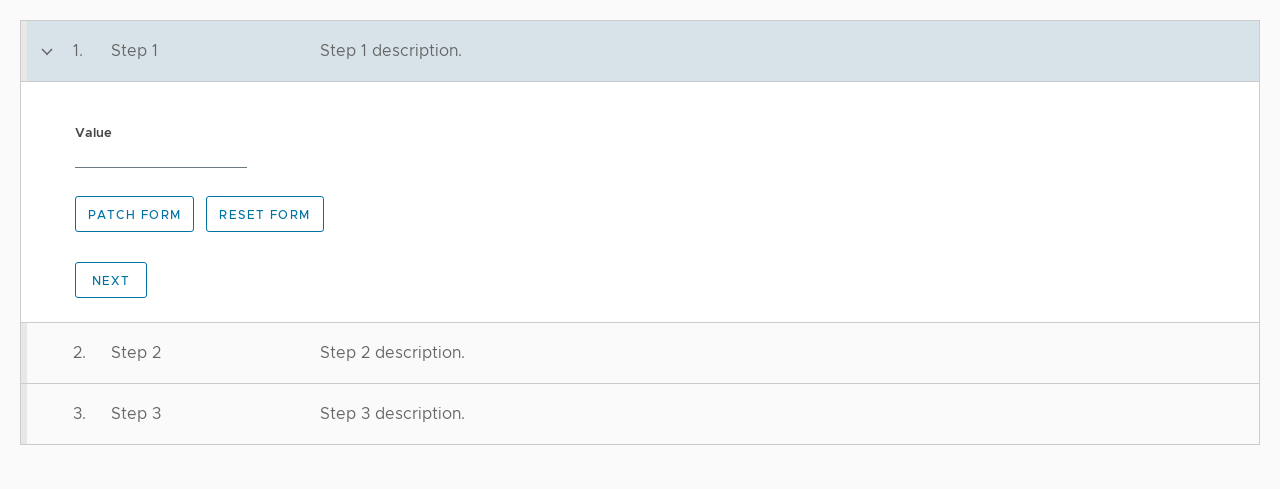 1. Step 1 Step 1 description.
Value
PATCH FORM RESET FORM
NEXT
2. Step 2 Step 2 description.
3. Step 3 Step 3 description.